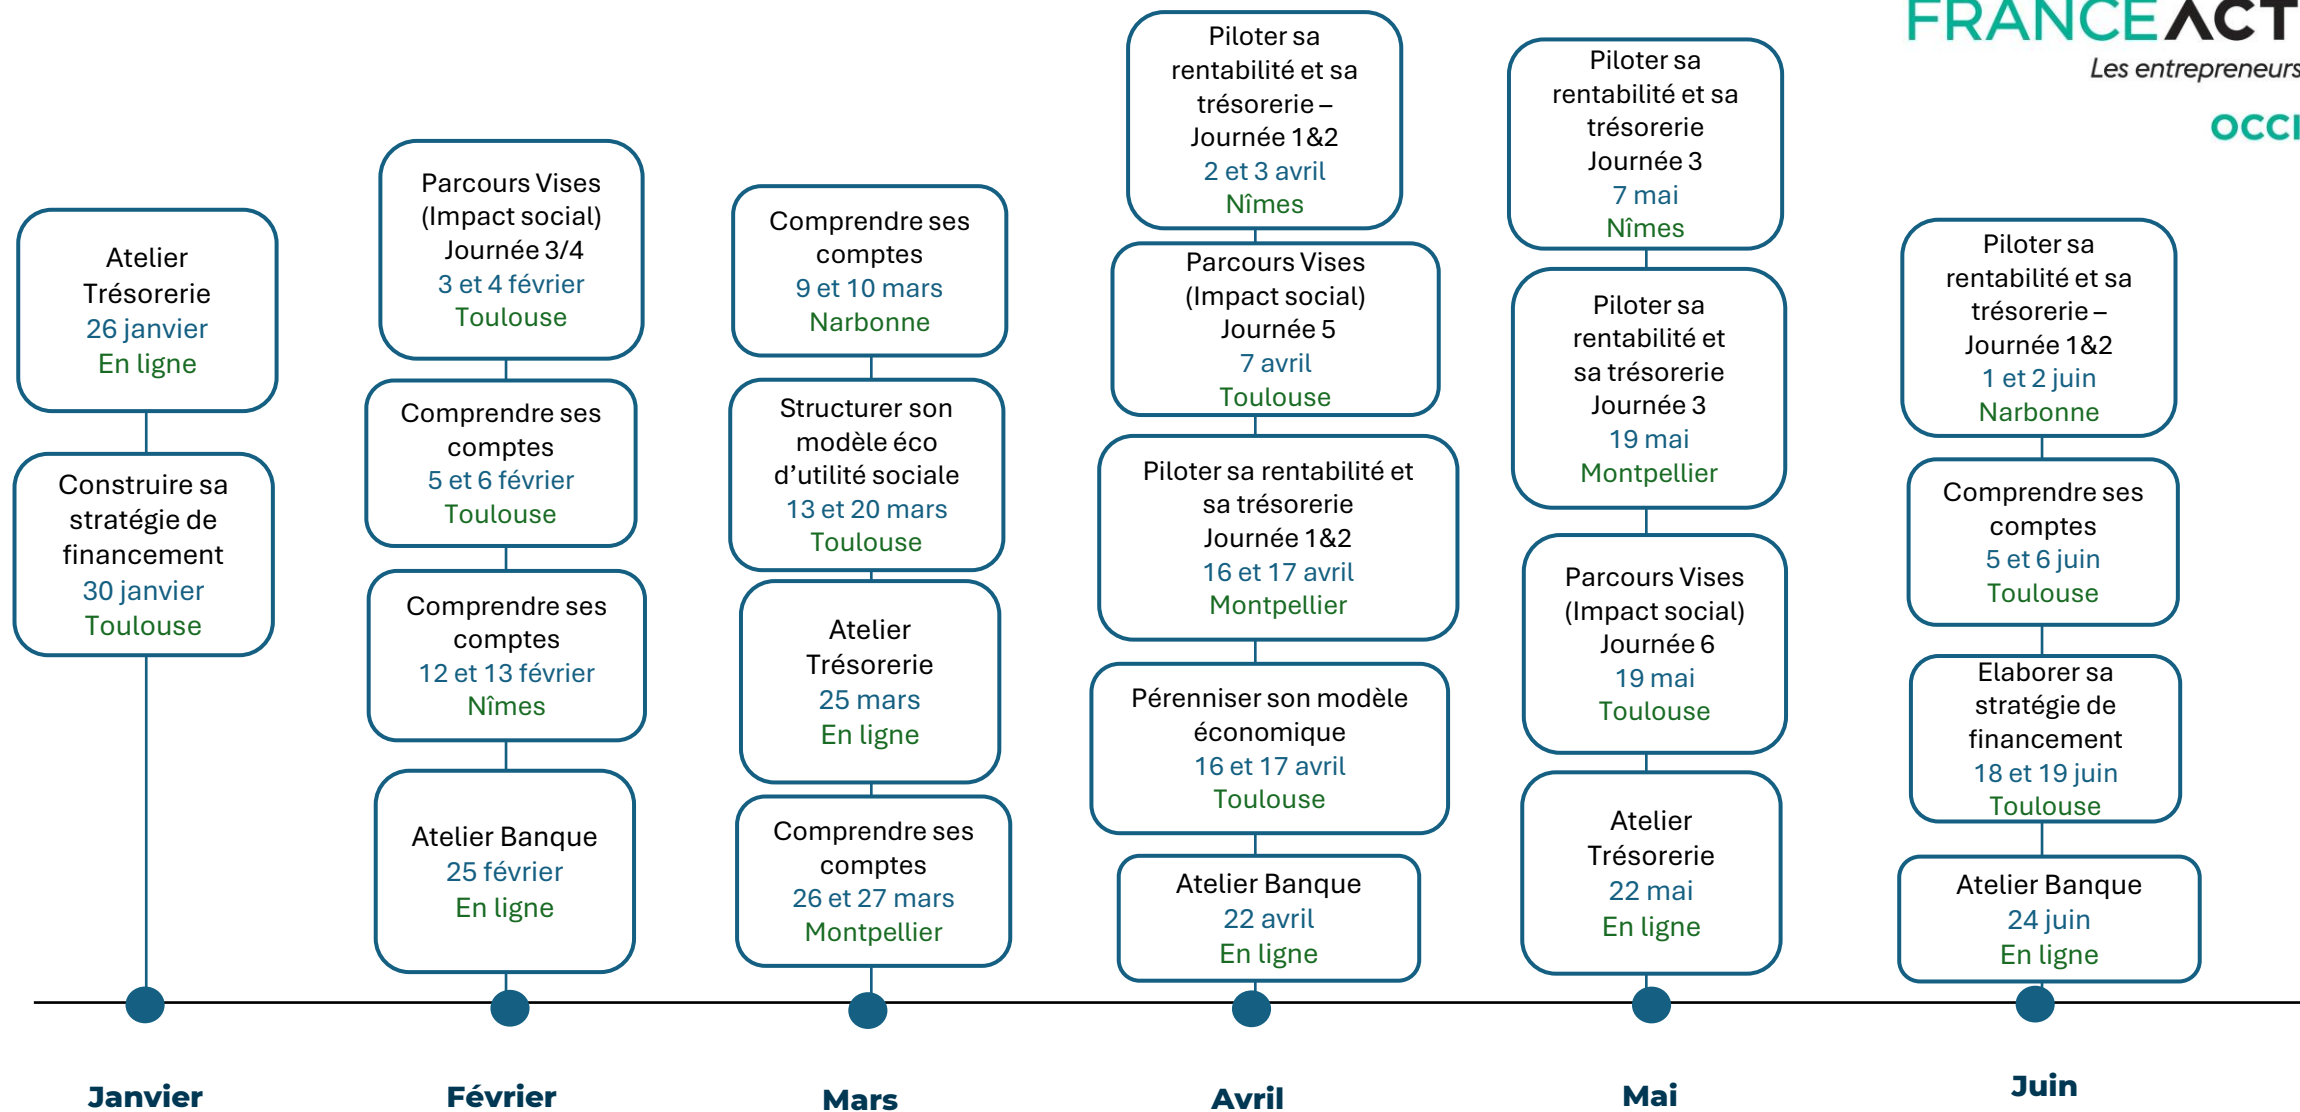 FRANCE ACT
Les entrepreneurs
OCCI
Atelier
Trésorerie
26 janvier
En ligne
Construire sa
stratégie de
financement
30 janvier
Toulouse
Parcours Vises
(Impact social)
Journée 3/4
3 et 4 février
Toulouse
Comprendre ses
comptes
5 et 6 février
Toulouse
Comprendre ses
comptes
12 et 13 février
Nîmes
Atelier Banque
25 février
En ligne
Comprendre ses
comptes
9 et 10 mars
Narbonne
Structurer son
modèle éco
d’utilité sociale
13 et 20 mars
Toulouse
Atelier
Trésorerie
25 mars
En ligne
Comprendre ses
comptes
26 et 27 mars
Montpellier
Piloter sa
rentabilité et sa
trésorerie –
Journée 1&2
2 et 3 avril
Nîmes
Parcours Vises
(Impact social)
Journée 5
7 avril
Toulouse
Piloter sa rentabilité et
sa trésorerie
Journée 1&2
16 et 17 avril
Montpellier
Pérenniser son modèle
économique
16 et 17 avril
Toulouse
Atelier Banque
22 avril
En ligne
Piloter sa
rentabilité et sa
trésorerie
Journée 3
7 mai
Nîmes
Piloter sa
rentabilité et
sa trésorerie
Journée 3
19 mai
Montpellier
Parcours Vises
(Impact social)
Journée 6
19 mai
Toulouse
Atelier
Trésorerie
22 mai
En ligne
Piloter sa
rentabilité et sa
trésorerie –
Journée 1&2
1 et 2 juin
Narbonne
Comprendre ses
comptes
5 et 6 juin
Toulouse
Elaborer sa
stratégie de
financement
18 et 19 juin
Toulouse
Atelier Banque
24 juin
En ligne
Janvier
Février
Mars
Avril
Mai
Juin